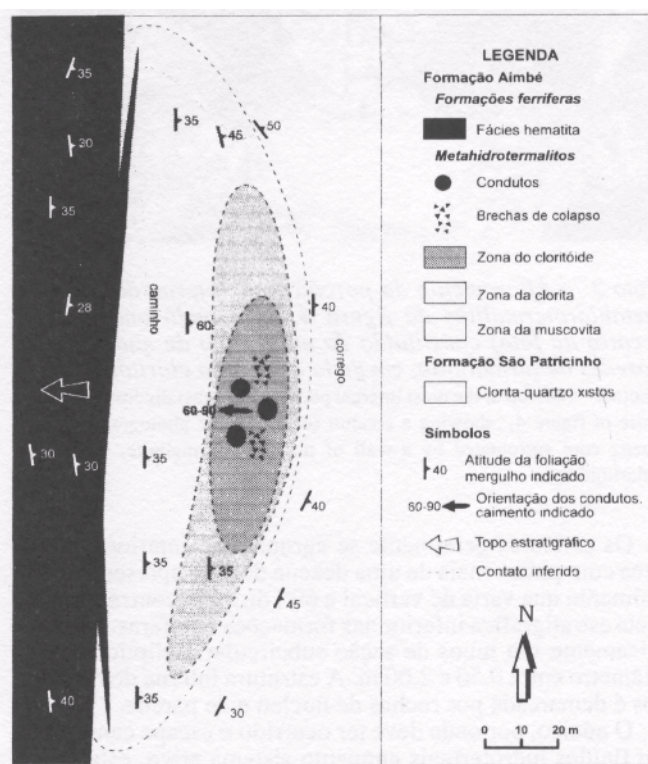 35
30
35
28
30
30
40
35
45
50
60
40
caminho
corrego
60-90
35
40
35
35
45
35
30
LEGENDA
Formação Aimbé
Formações ferríferas
Fácies hematita
Metahidrotermalitos
Condutos
Brechas de colapso
Zona do cloritóide
Zona da clorita
Zona da muscovita
Formação São Patricinho
Clorita-quartzo xistos
Símbolos
40 Atitude da foliação
mergulho indicado
60-90 Orientação dos condutos.
caimento indicado
Topo estratigráfico
Contato inferido
N
0 10 20 m